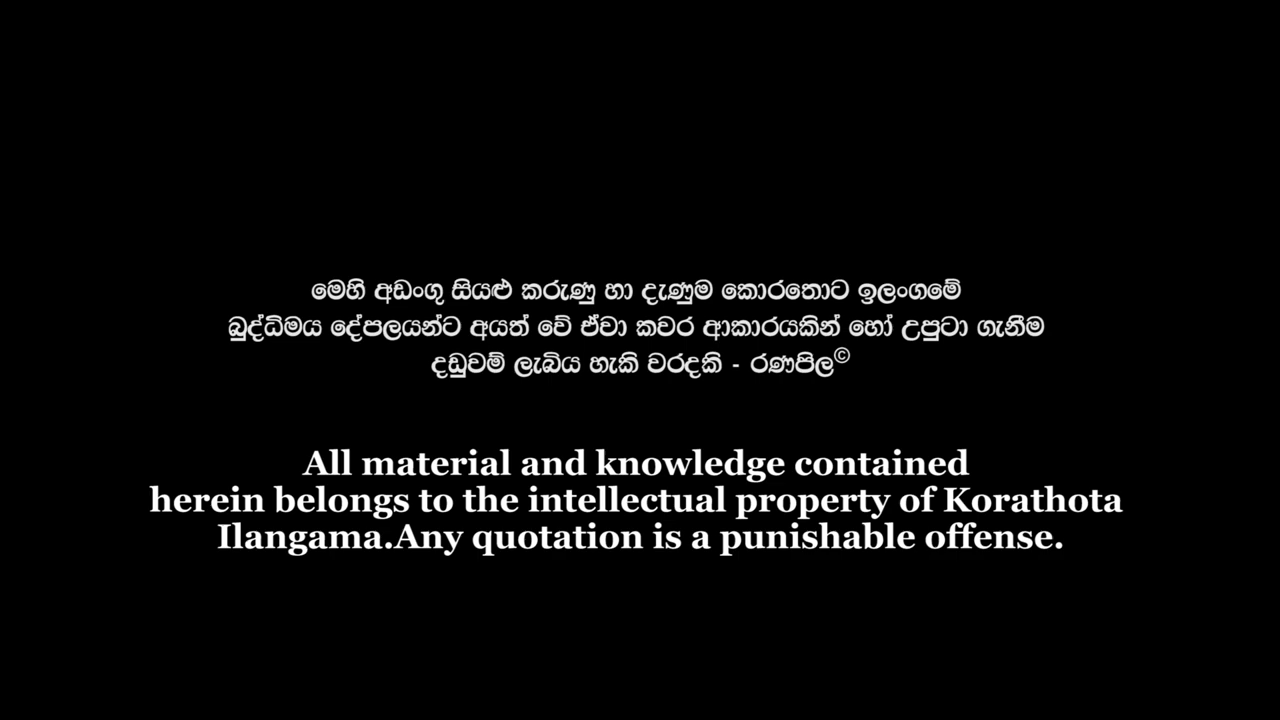 මෙහි අඩංගු සියළු කරුණු හා දැණුම කොරතොට ඉලංගමේ
බුද්ධිමය දේපලයන්ට අයත් වේ ඒවා කවර ආකාරයකින් හෝ උපුටා ගැනීම
දඬුවම් ලැබිය හැකි වරදකි - රණපිල©
All material and knowledge contained
herein belongs to the intellectual property of Korathota
Ilangama.Any quotation is a punishable offense.